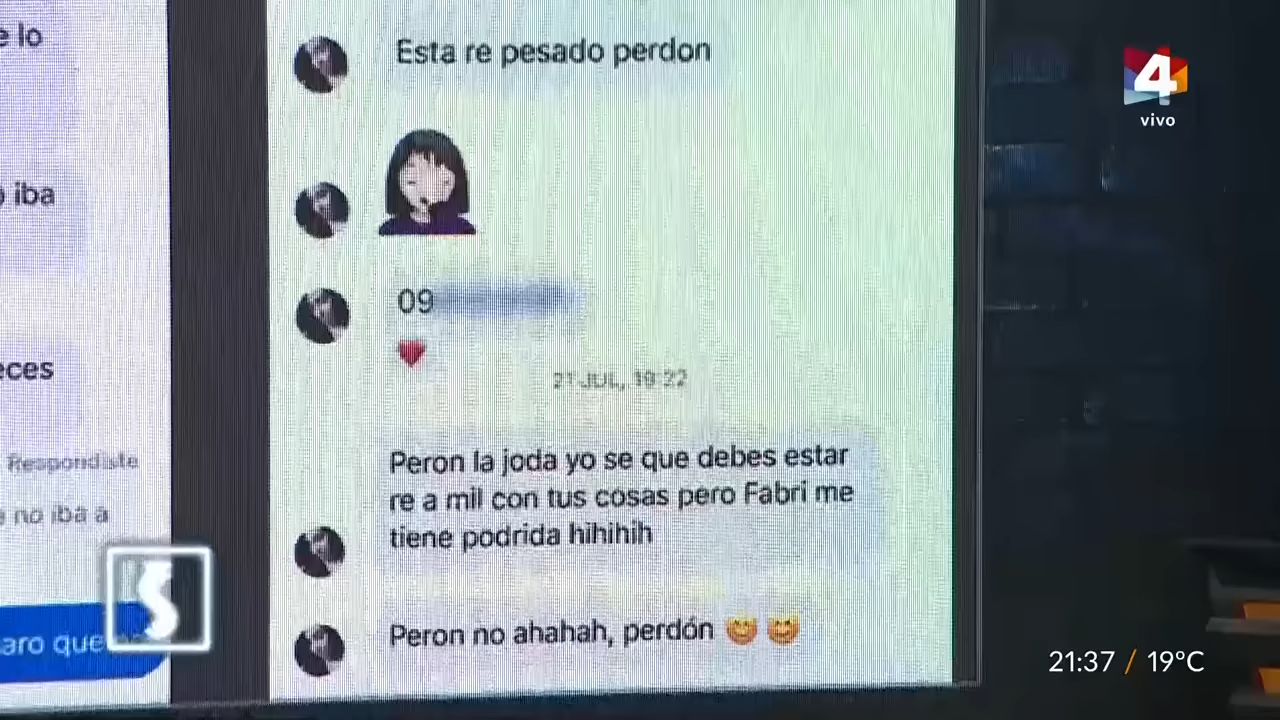 e lo
iba
eces
Respondiste
e no iba a
aro que
S
Esta re pesado perdon
09
21 JUL, 19:22
Peron la joda yo se que debes estar
re a mil con tus cosas pero Fabri me
tiene podrida hihihih
Peron no ahahah, perdón
4
vivo
21:37 / 19°C